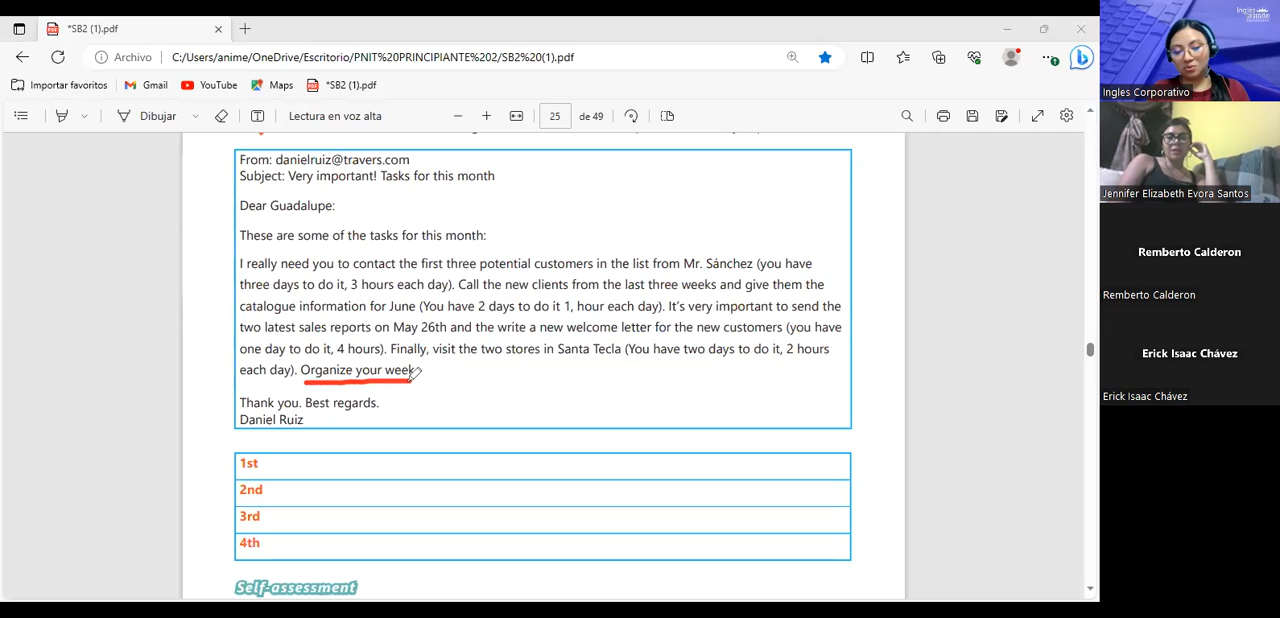 *SB2 (1).pdf
Archivo
C:/Users/anime/OneDrive/Escritorio/PNIT%20PRINCIPIANTE%202/SB2%20(1).pdf
Importar favoritos
Gmail
YouTube
Maps
*SB2 (1).pdf
Dibujar
Lectura en voz alta
25
de 49
From: danielruiz@travers.com
Subject: Very important! Tasks for this month
Dear Guadalupe:
These are some of the tasks for this month:
I really need you to contact the first three potential customers in the list from Mr. Sánchez (you have
three days to do it, 3 hours each day). Call the new clients from the last three weeks and give them the
catalogue information for June (You have 2 days to do it 1, hour each day). It's very important to send the
two latest sales reports on May 26th and the write a new welcome letter for the new customers (you have
one day to do it, 4 hours). Finally, visit the two stores in Santa Tecla (You have two days to do it, 2 hours
each day). Organize your week
Thank you. Best regards.
Daniel Ruiz
1st
2nd
3rd
4th
Self-assessment
Ingles Corporativo
Jennifer Elizabeth Evora Santos
Remberto Calderon
Remberto Calderon
Erick Isaac Chávez
Erick Isaac Chávez